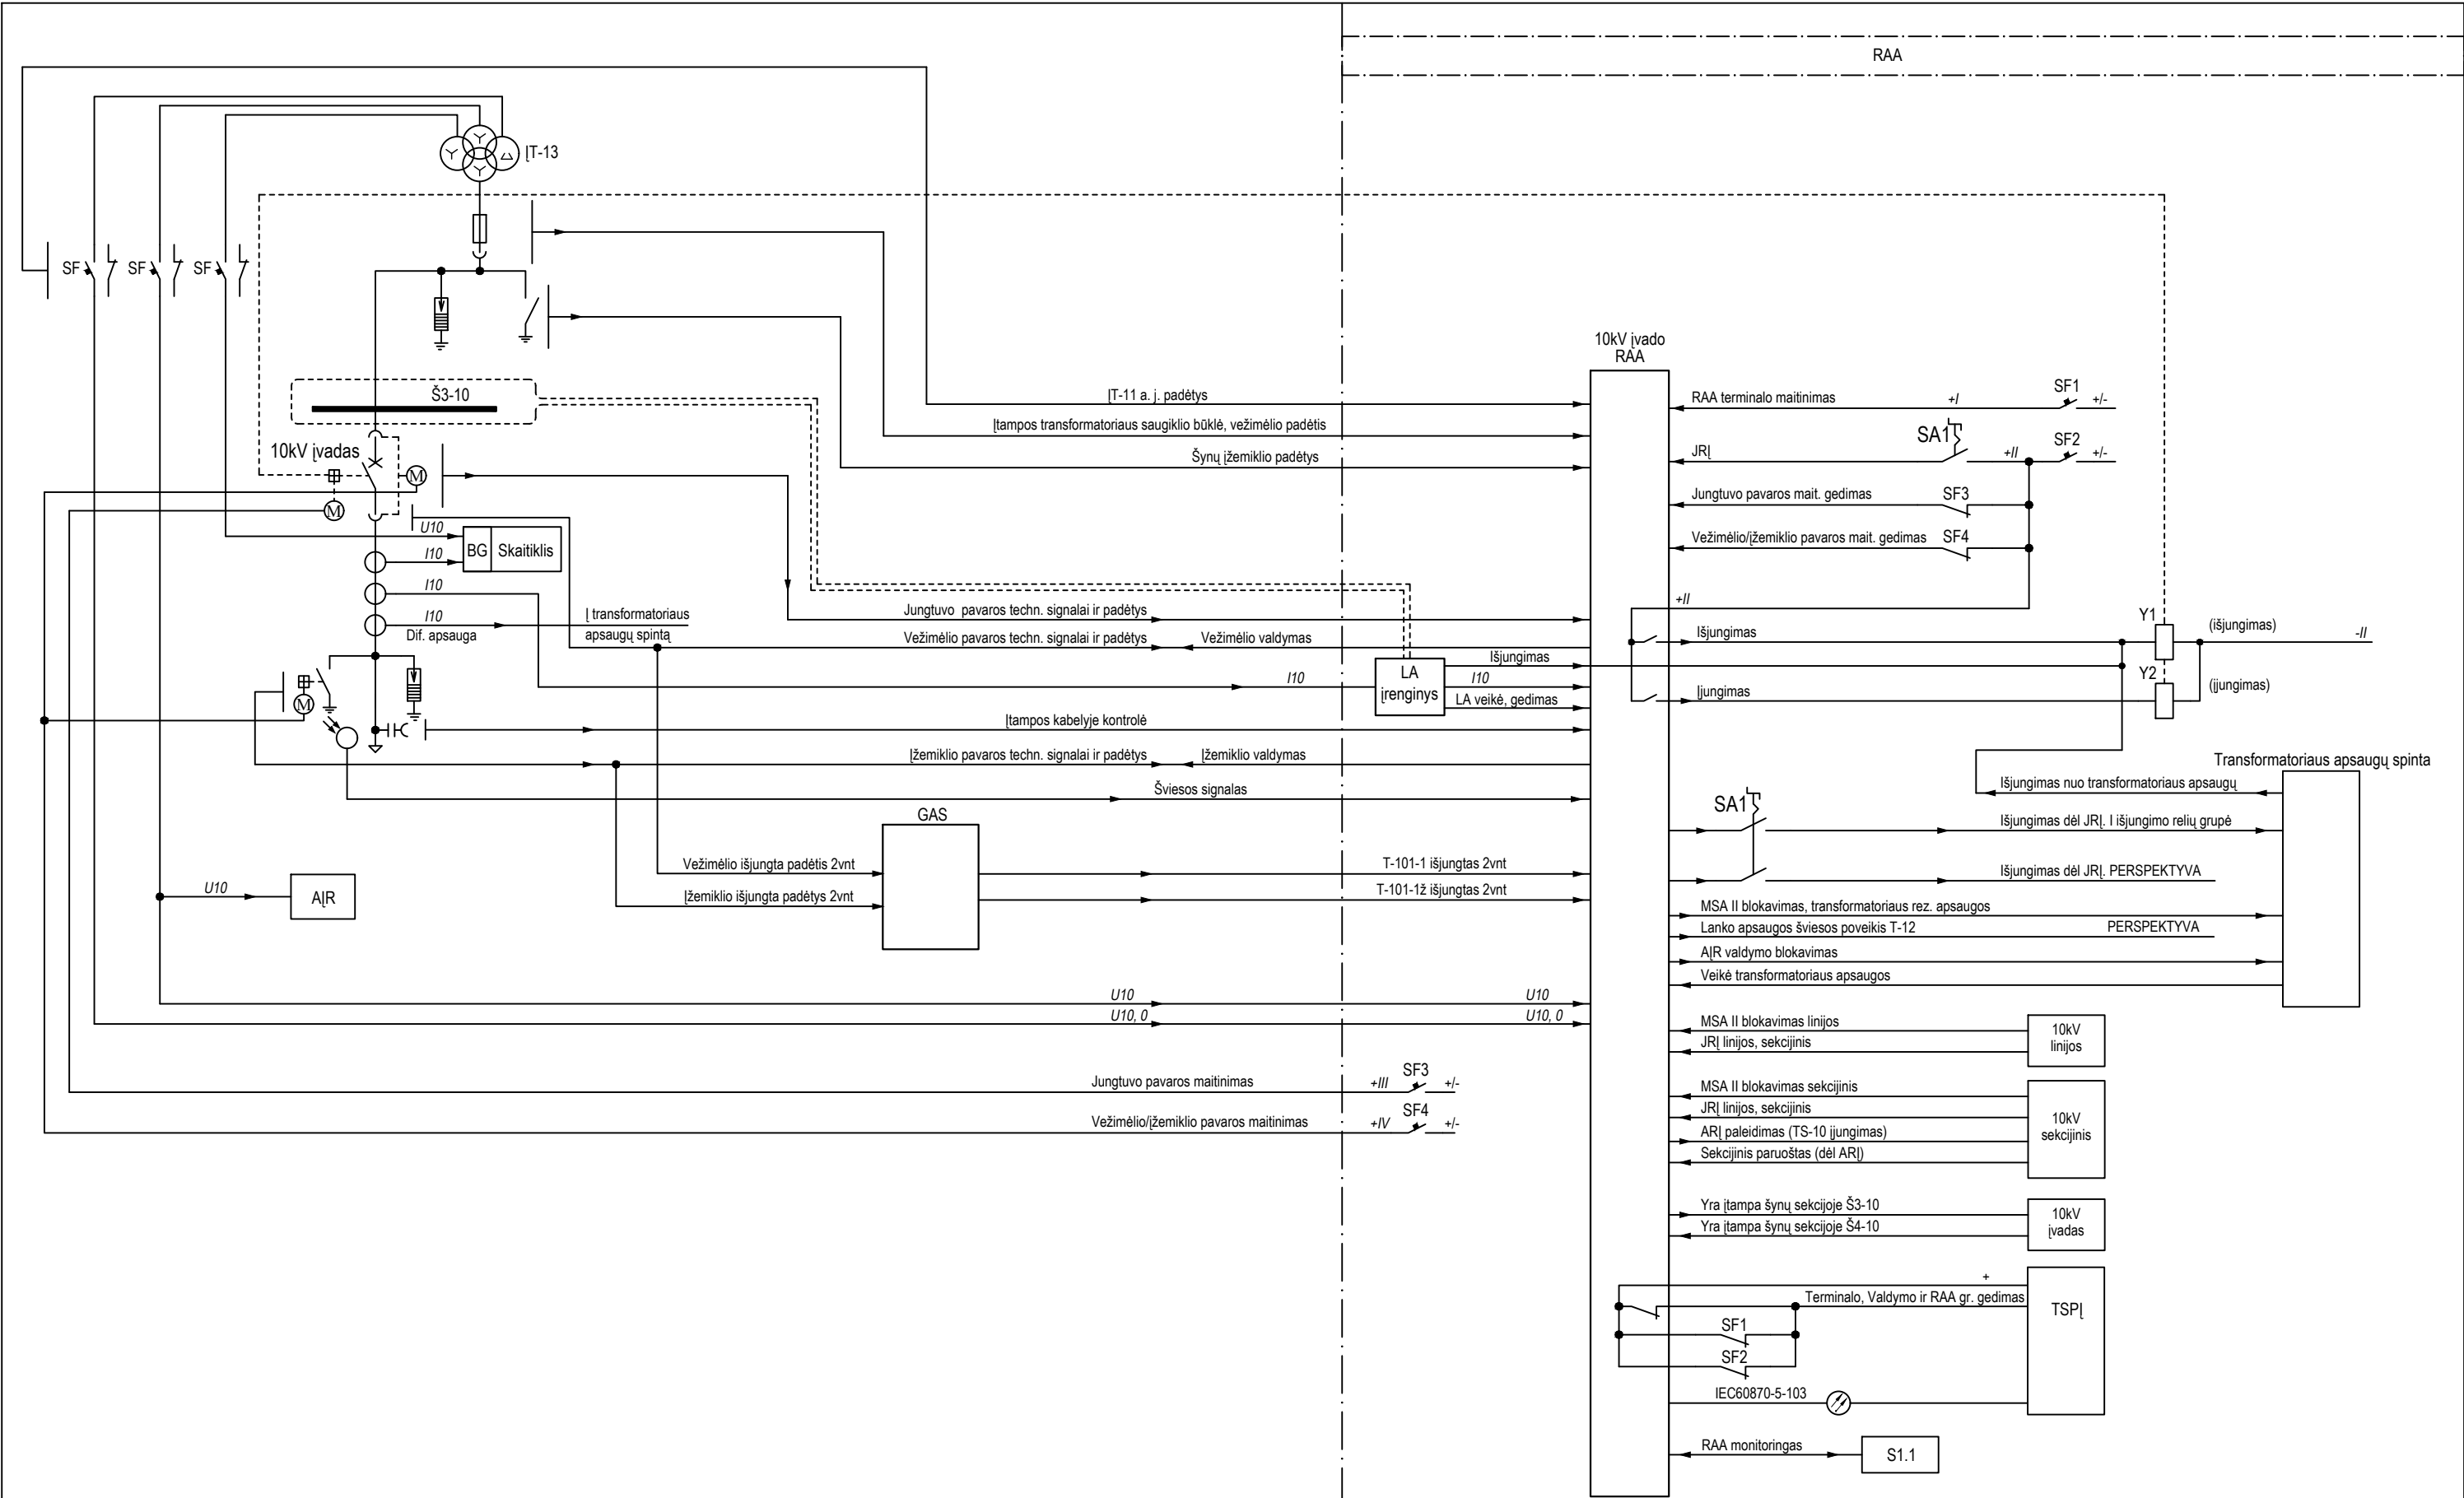 RAA
ĮT-13
SF
SF
SF
10kV įvado
RAA
Š3-10
ĮT-11 a. j. padėtys
RAA terminalo maitinimas
+I
SF1
+/-
Įtampos transformatoriaus saugiklio būklė, vežimėlio padėtis
SA1
SF2
10kV įvadas
Šynų įžemiklio padėtys
JRĮ
+II
+/-
M
M
Jungtuvo pavaros mait. gedimas
SF3
U10
BG
Skaitiklis
Vežimėlio/įžemiklio pavaros mait. gedimas
SF4
I10
I10
+II
I10
Į transformatoriaus
apsaugų spintą
Dif. apsauga
Jungtuvo pavaros techn. signalai ir padėtys
Y1
(išjungimas)
-II
Vežimėlio pavaros techn. signalai ir padėtys
Vežimėlio valdymas
Išjungimas
Išjungimas
LA
įrenginys
I10
I10
LA veikė, gedimas
Y2
(įjungimas)
Įjungimas
M
Įtampos kabelyje kontrolė
Įžemiklio pavaros techn. signalai ir padėtys
Įžemiklio valdymas
Transformatoriaus apsaugų spinta
Šviesos signalas
Išjungimas nuo transformatoriaus apsaugų
SA1
GAS
Išjungimas dėl JRĮ. I išjungimo relių grupė
Vežimėlio išjungta padėtis 2vnt
T-101-1 išjungtas 2vnt
Išjungimas dėl JRĮ. PERSPEKTYVA
Įžemiklio išjungta padėtys 2vnt
T-101-1ž išjungtas 2vnt
U10
AĮR
MSA II blokavimas, transformatoriaus rez. apsaugos
Lanko apsaugos šviesos poveikis T-12
PERSPEKTYVA
AĮR valdymo blokavimas
Veikė transformatoriaus apsaugos
U10
U10
U10, 0
U10, 0
MSA II blokavimas linijos
JRĮ linijos, sekcijinis
10kV
linijos
Jungtuvo pavaros maitinimas
+III
SF3
+/-
Vežimėlio/įžemiklio pavaros maitinimas
+IV
SF4
+/-
MSA II blokavimas sekcijinis
JRĮ linijos, sekcijinis
ARĮ paleidimas (TS-10 įjungimas)
Sekcijinis paruoštas (dėl ARĮ)
10kV
sekcijinis
Yra įtampa šynų sekcijoje Š3-10
Yra įtampa šynų sekcijoje Š4-10
10kV
įvadas
+
Terminalo, Valdymo ir RAA gr. gedimas
TSPĮ
SF1
SF2
IEC60870-5-103
RAA monitoringas
S1.1